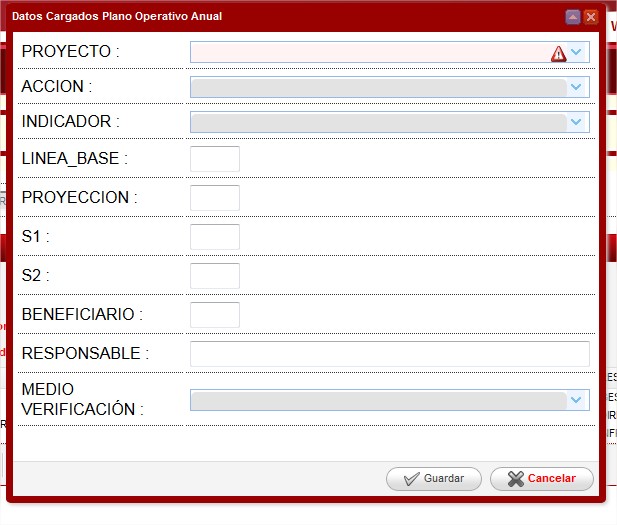 Datos Cargados Plano Operativo Anual
PROYECTO :
ACCION :
INDICADOR :
LINEA_BASE :
PROYECCION :
S1 :
S2 :
BENEFICIARIO :
RESPONSABLE :
MEDIO
VERIFICACIÓN :
Guardar
Cancelar